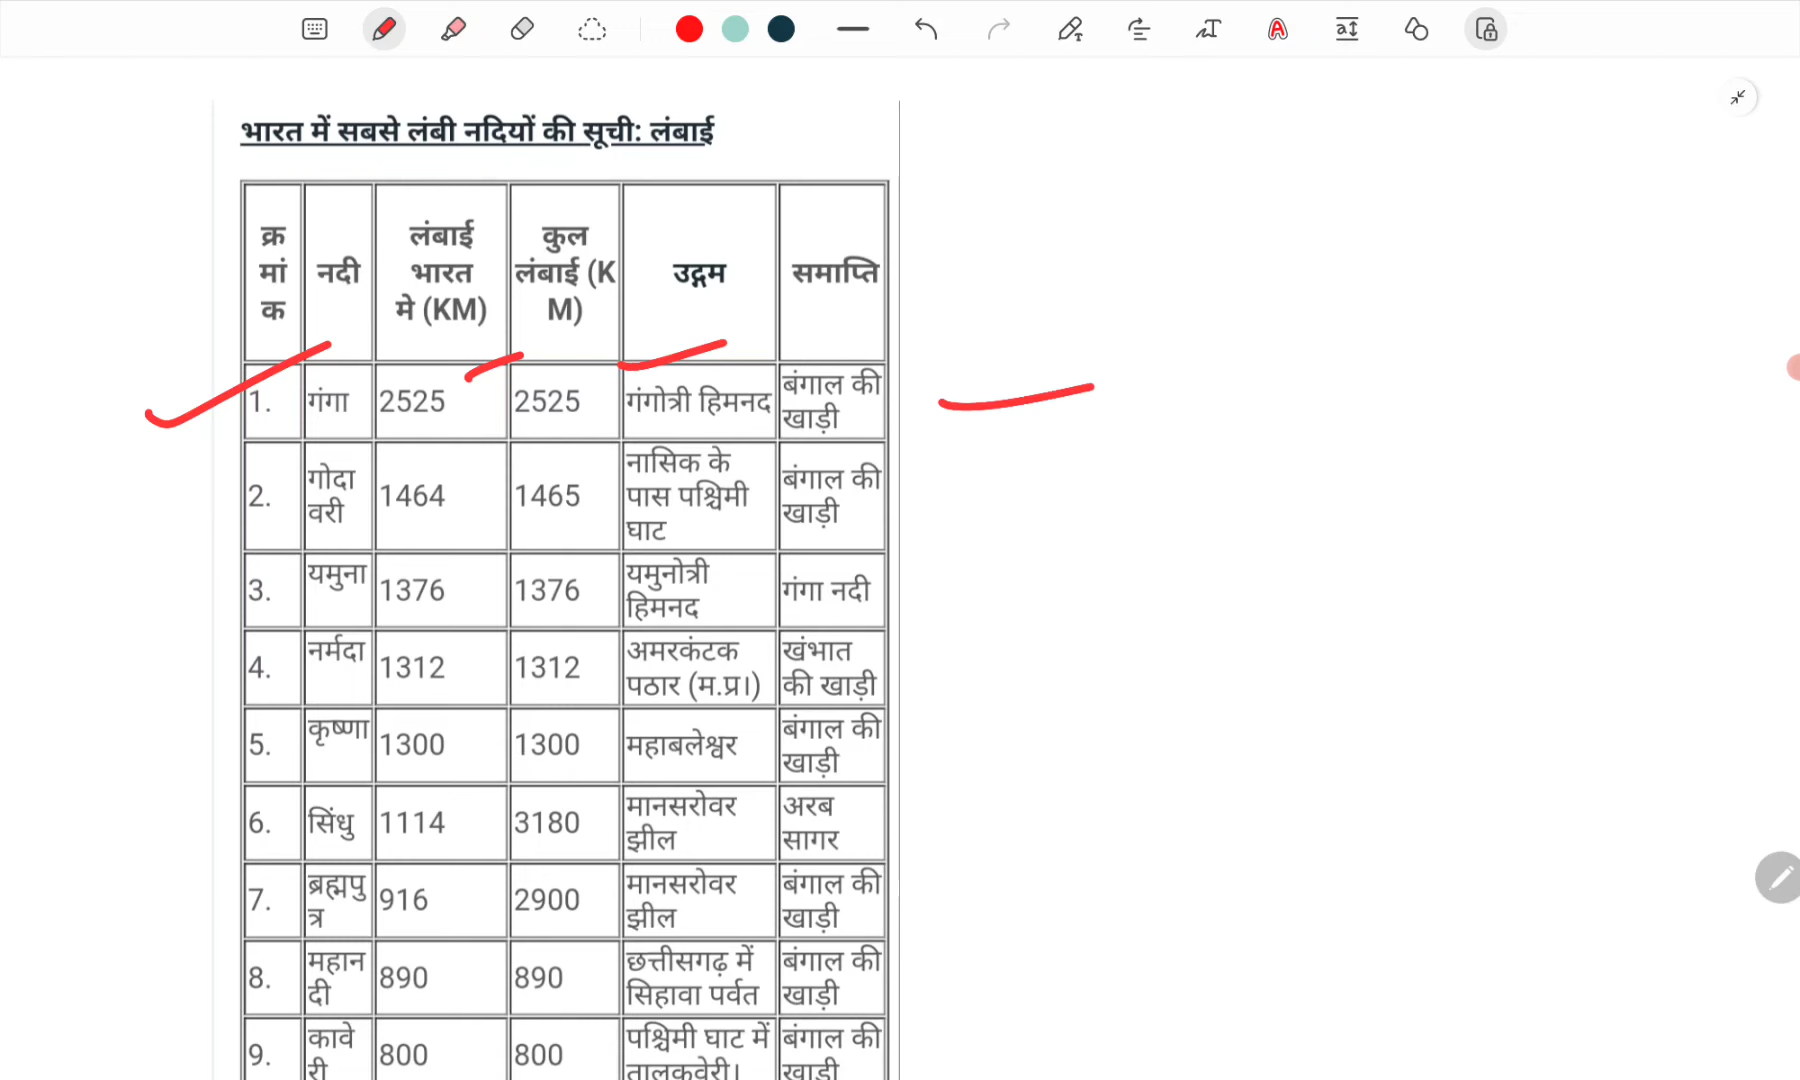 भारत में सबसे लंबी नदियों की सूची: लंबाई
क्र
मां
क
नदी
लंबाई
भारत
मे (KM)
कुल
लंबाई (K
M)
उद्गम
समाप्ति
1.
गंगा
2525
2525
गंगोत्री हिमनद
बंगाल की
खाड़ी
2.
गोदा
वरी
1464
1465
नासिक के
पास पश्चिमी
घाट
बंगाल की
खाड़ी
3.
यमुना
1376
1376
यमुनोत्री
हिमनद
गंगा नदी
4.
नर्मदा
1312
1312
अमरकंटक
पठार (म.प्र।)
खंभात
की खाड़ी
5.
कृष्णा
1300
1300
महाबलेश्वर
बंगाल की
खाड़ी
6.
सिंधु
1114
3180
मानसरोवर
झील
अरब
सागर
7.
ब्रह्मपु
त्र
916
2900
मानसरोवर
झील
बंगाल की
खाड़ी
8.
महान
दी
890
890
छत्तीसगढ़ में
सिहावा पर्वत
बंगाल की
खाड़ी
9.
कावे
री
800
800
पश्चिमी घाट में
तालकवेरी।
बंगाल की
खाड़ी